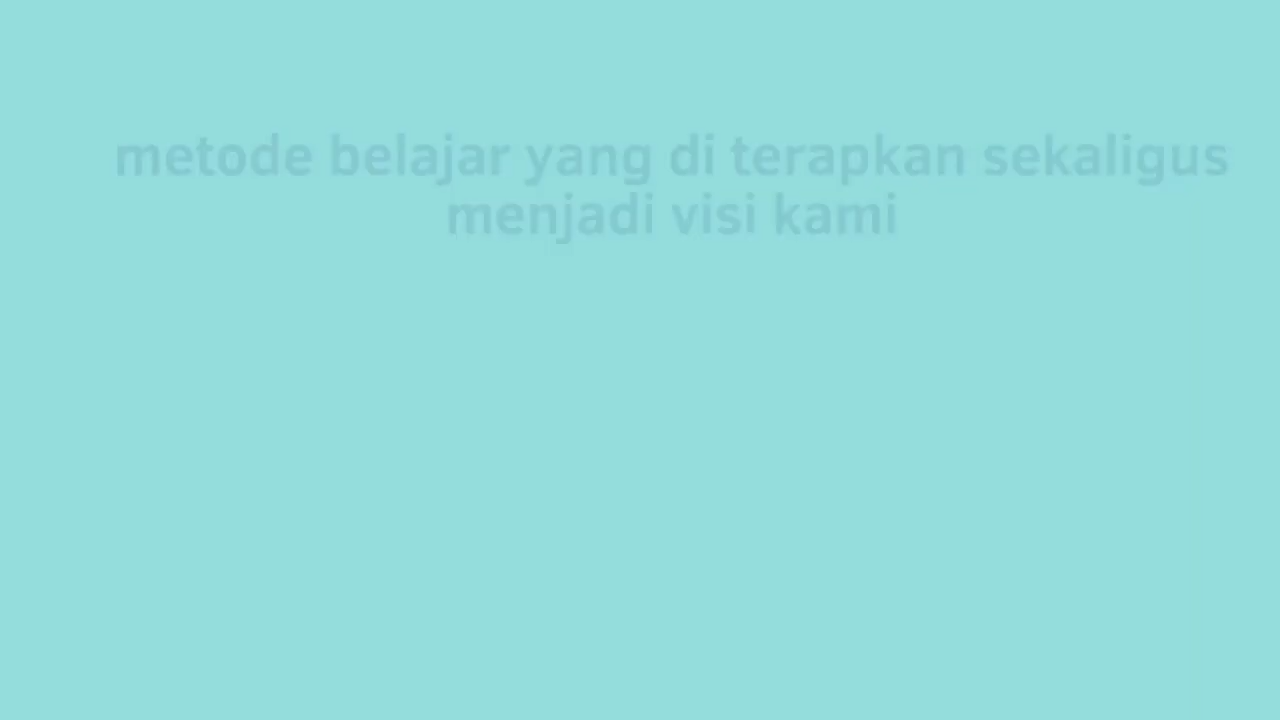 metode belajar yang di terapkan sekaligus
menjadi visi kami